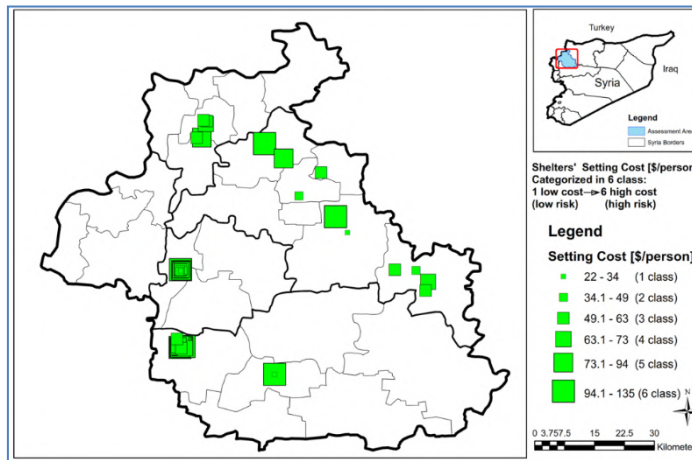 Turkey
Iraq
Syria
Legend
Assessment Area
Syria Borders
Shelters' Setting Cost [$/person]
Categorized in 6 class:
1 low cost→6 high cost
(low risk) (high risk)
Legend
Setting Cost [$/person]
22 - 34 (1 class)
34.1 - 49 (2 class)
49.1 - 63 (3 class)
63.1 - 73 (4 class)
73.1 - 94 (5 class)
94.1 - 135 (6 class)
N
0 3.75 7.5 15 22.5 30
Kilomete